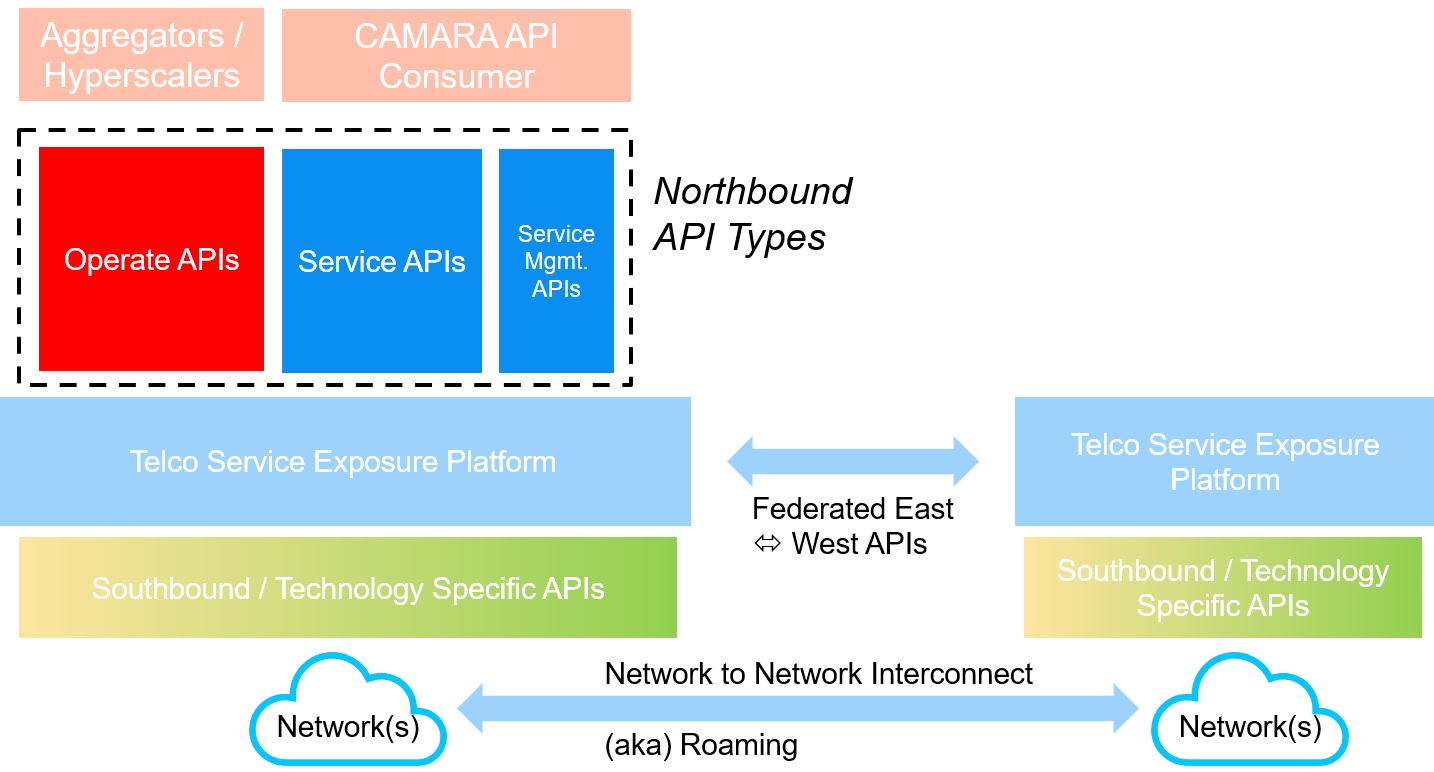 Aggregators /
Hyperscalers
CAMARA API
Consumer
Operate APIs
Service APIs
Service
Mgmt.
APIs
Northbound
API Types
Telco Service Exposure Platform
Federated East
⬄ West APIs
Telco Service Exposure
Platform
Southbound / Technology Specific APIs
Southbound / Technology
Specific APIs
Network(s)
Network to Network Interconnect
(aka) Roaming
Network(s)